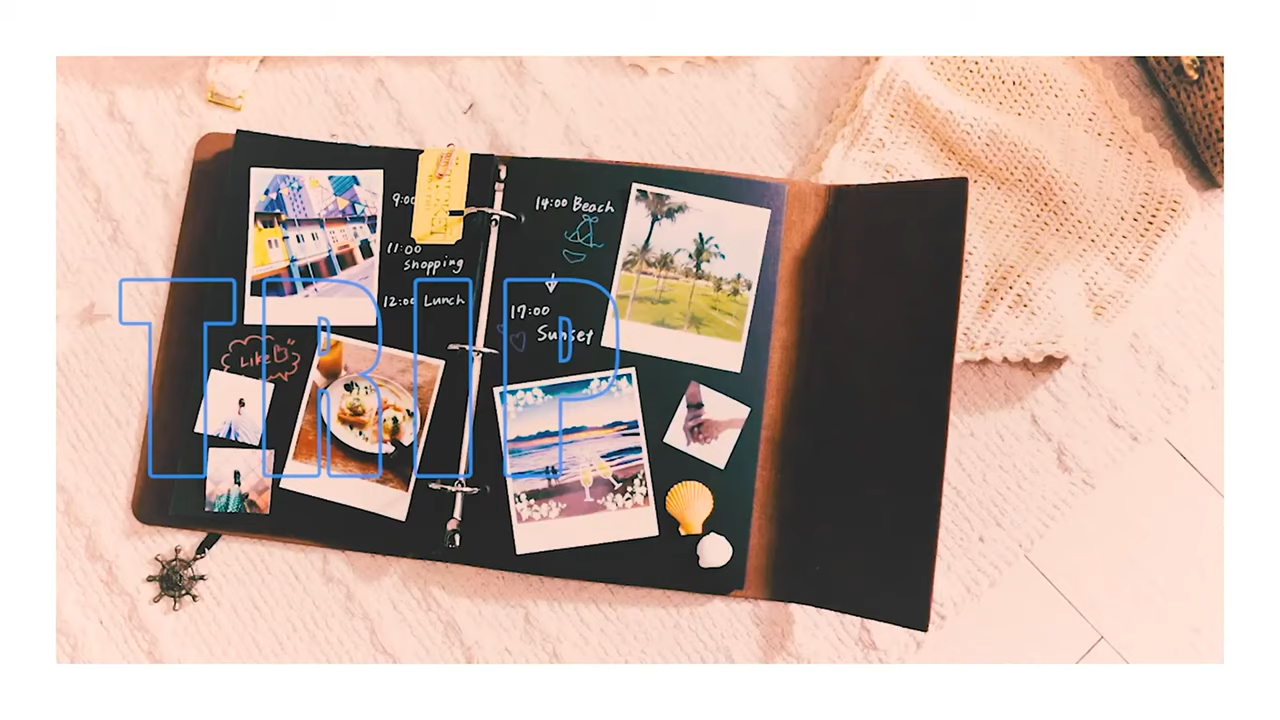 TRIP
9:00
11:00
shopping
12:00 Lunch
Like
14:00 Beach
17:00
Sunset